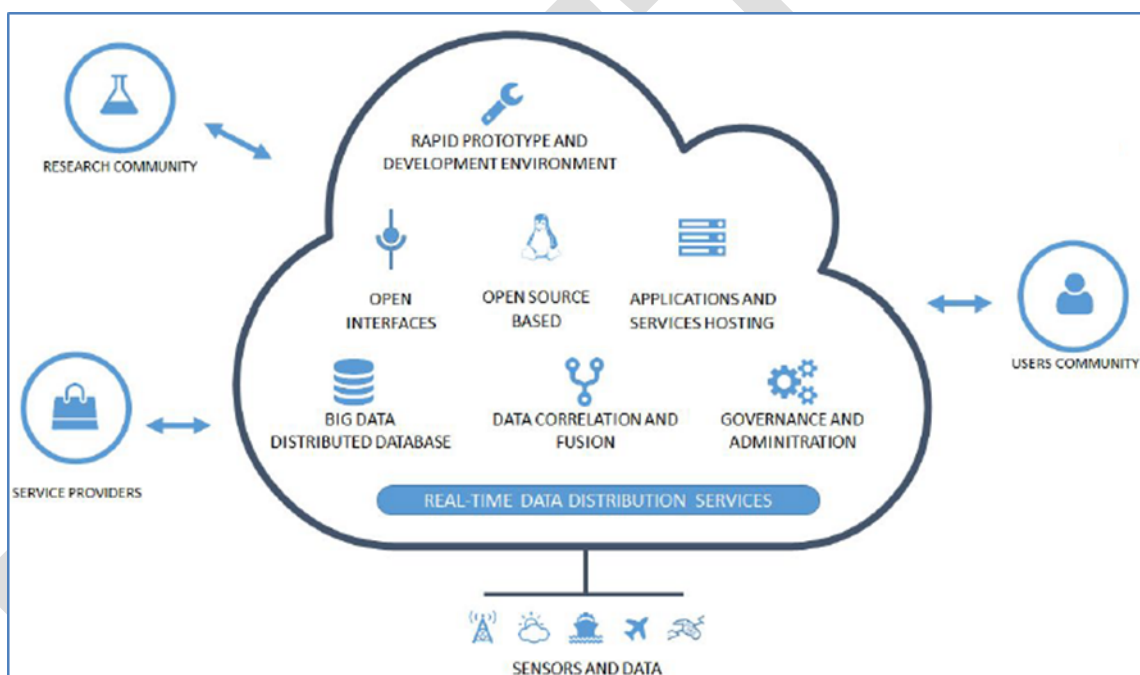 RESEARCH COMMUNITY
RAPID PROTOTYPE AND
DEVELOPMENT ENVIRONMENT
OPEN
INTERFACES
OPEN SOURCE
BASED
APPLICATIONS AND
SERVICES HOSTING
USERS COMMUNITY
BIG DATA
DISTRIBUTED DATABASE
DATA CORRELATION AND
FUSION
GOVERNANCE AND
ADMINITRATION
SERVICE PROVIDERS
REAL-TIME DATA DISTRIBUTION SERVICES
SENSORS AND DATA